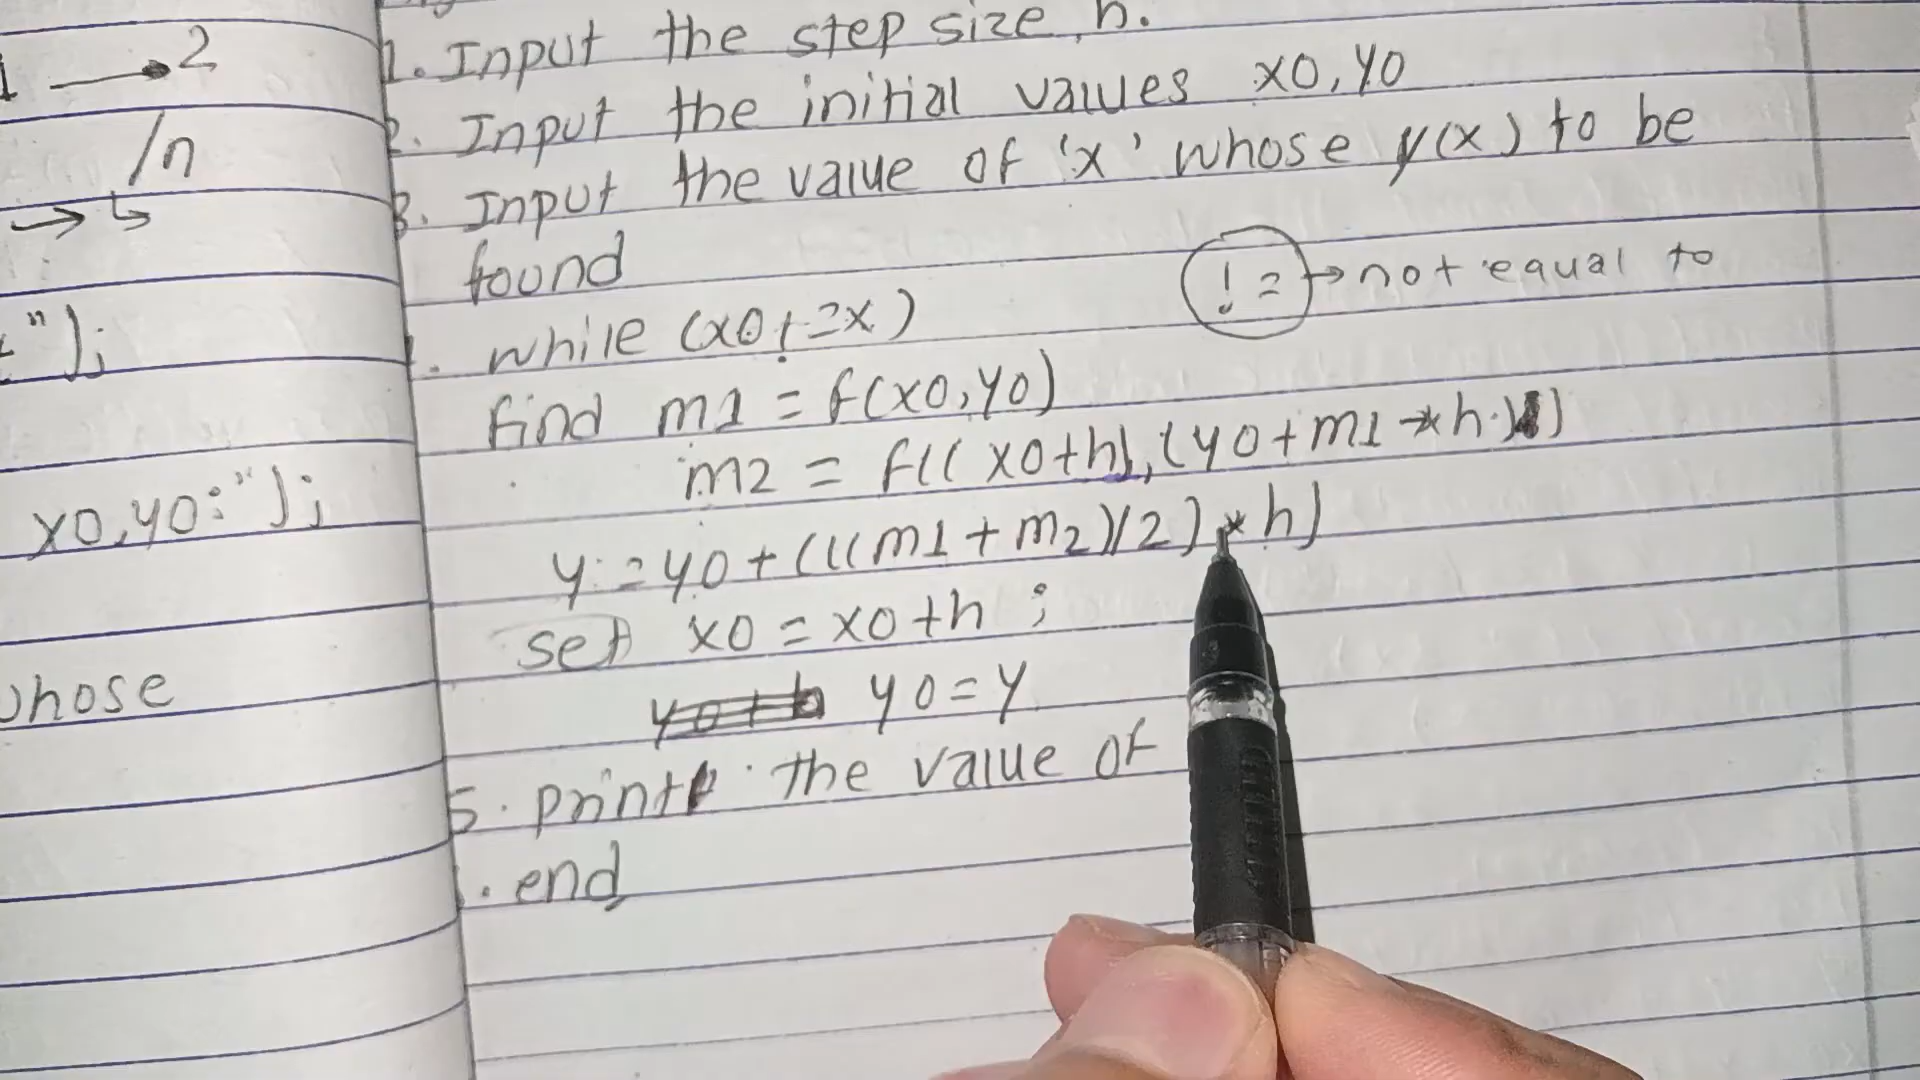 1 → 2
/n
→ ↳
");
x0,y0:");
whose
1. Input the step size, h.
2. Input the initial values x0, y0
3. Input the value of 'x' whose y(x) to be
found
!= → not equal to
. while (x0!=x)
find m1 = f(x0,y0)
m2 = f((x0+h),(y0+m1*h))
y = y0+(((m1+m2)/2)*h)
set x0 = x0+h ;
y0=y
5. print the value of
. end